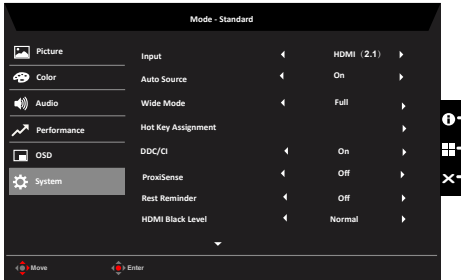 Mode - Standard
Picture
Color
Audio
Performance
OSD
System
Input HDMI（2.1）
Auto Source On
Wide Mode Full
Hot Key Assignment
DDC/CI On
ProxiSense Off
Rest Reminder Off
HDMI Black Level Normal
Move Enter